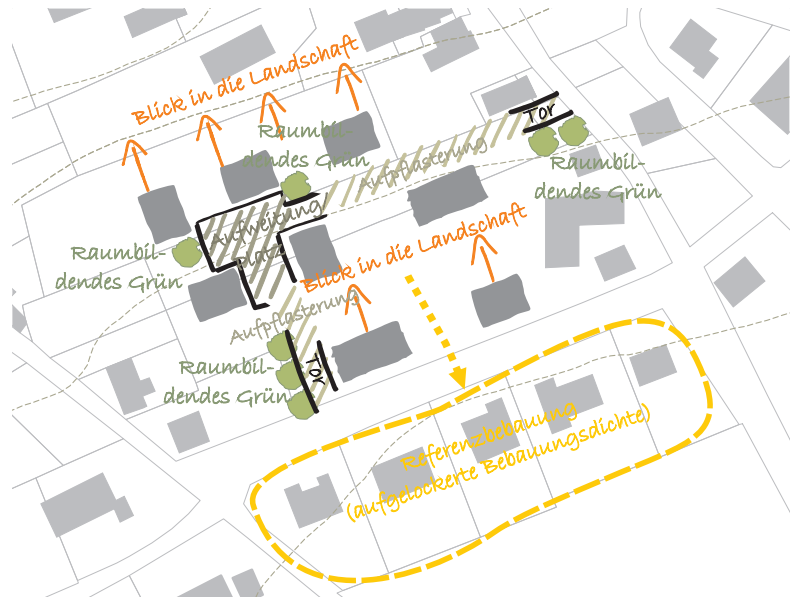 Blick in die Landschaft
Tor
Raumbil-
dendes Grün
Aufpflasterung
Raumbil-
dendes Grün
Aufweitung/
Platz
Raumbil-
dendes Grün
Blick in die Landschaft
Aufpflasterung
Raumbil-
dendes Grün
Tor
Referenzbebauung
(aufgelockerte Bebauungsdichte)